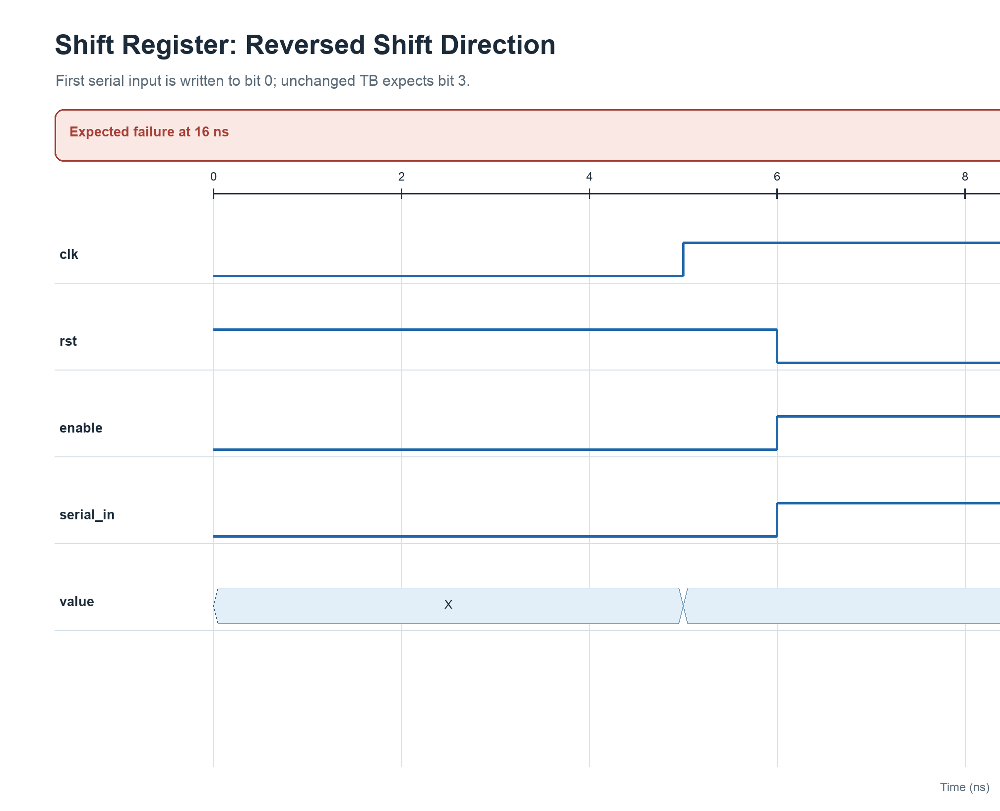 Shift Register: Reversed Shift Direction
First serial input is written to bit 0; unchanged TB expects bit 3.
Expected failure at 16 ns
0 2 4 6 8
clk
rst
enable
serial_in
value X
Time (ns)